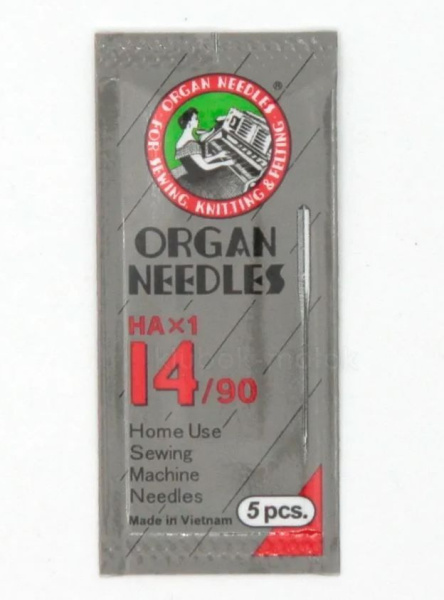 ORGAN NEEDLES
FOR SEWING, KNITTING & FELTING
®
ORGAN
NEEDLES
HA×1
14/90
Home Use
Sewing
Machine
Needles
Made in Vietnam
5 pcs.